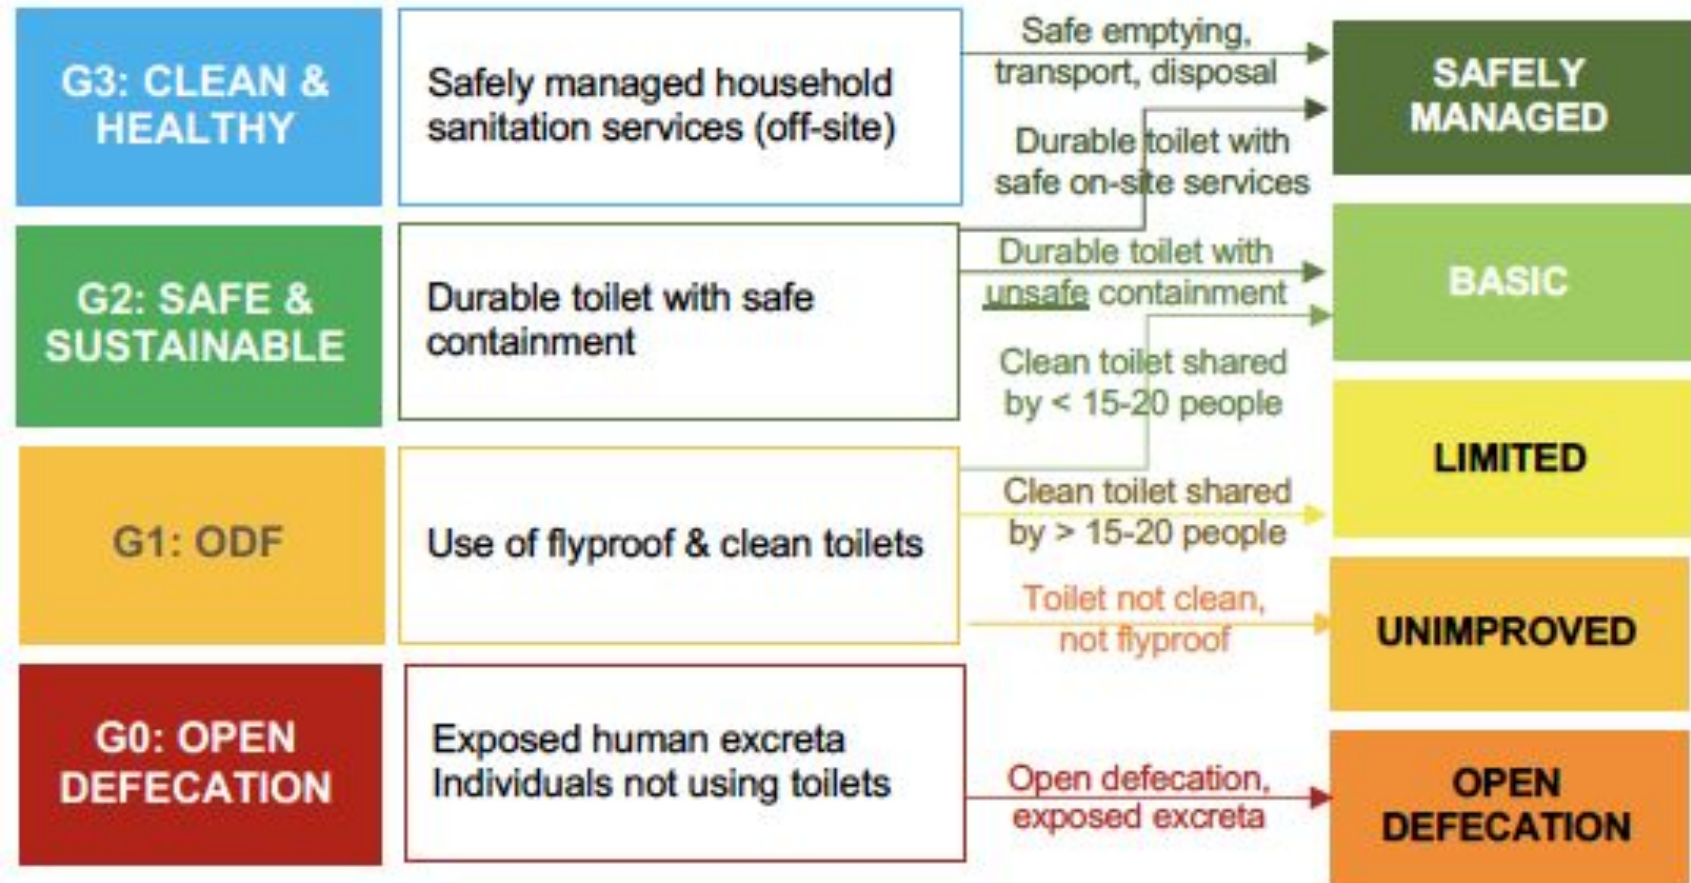 G3: CLEAN &
HEALTHY
Safely managed household
sanitation services (off-site)
Safe emptying,
transport, disposal
Durable toilet with
safe on-site services
SAFELY
MANAGED
G2: SAFE &
SUSTAINABLE
Durable toilet with safe
containment
Durable toilet with
unsafe containment
Clean toilet shared
by < 15-20 people
BASIC
LIMITED
G1: ODF
Use of flyproof & clean toilets
Clean toilet shared
by > 15-20 people
Toilet not clean,
not flyproof
UNIMPROVED
G0: OPEN
DEFECATION
Exposed human excreta
Individuals not using toilets
Open defecation,
exposed excreta
OPEN
DEFECATION